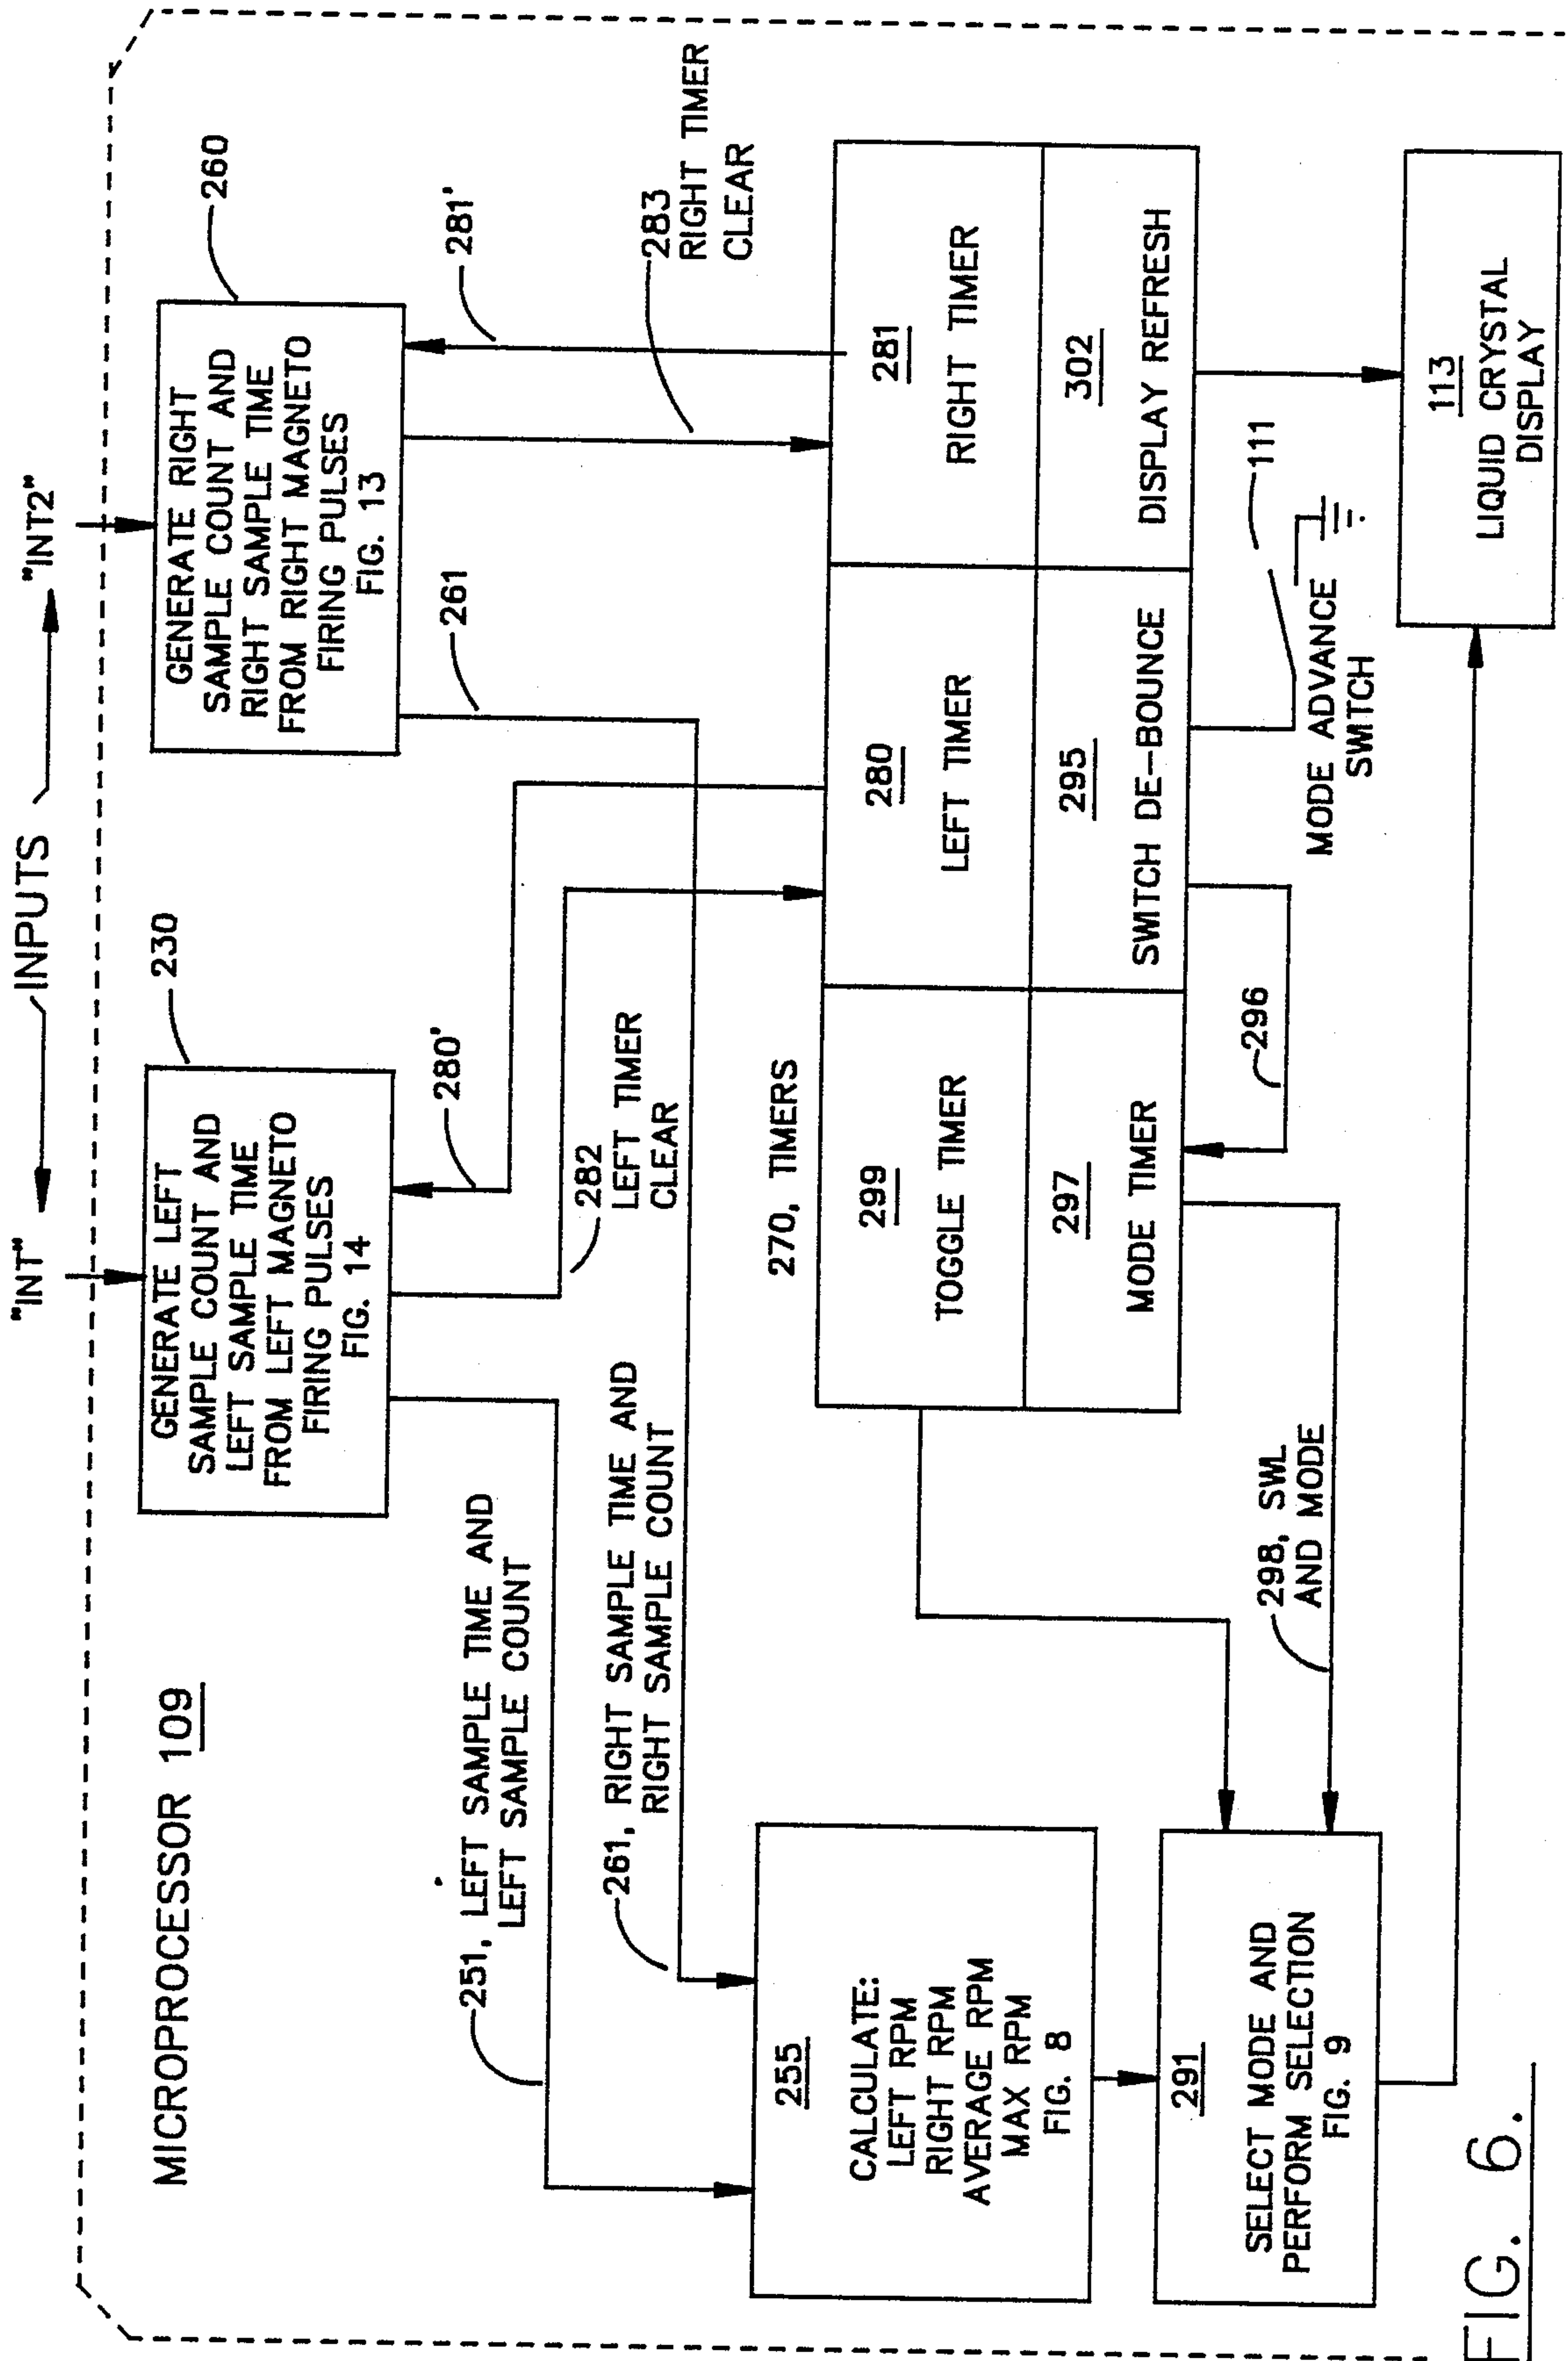 INPUTS
"INT"
"INT2"
MICROPROCESSOR 109
230
GENERATE LEFT
SAMPLE COUNT AND
LEFT SAMPLE TIME
FROM LEFT MAGNETO
FIRING PULSES
FIG. 14
260
GENERATE RIGHT
SAMPLE COUNT AND
RIGHT SAMPLE TIME
FROM RIGHT MAGNETO
FIRING PULSES
FIG. 13
251, LEFT SAMPLE TIME AND
LEFT SAMPLE COUNT
280'
282
LEFT TIMER
CLEAR
261
281'
283
RIGHT TIMER
CLEAR
261, RIGHT SAMPLE TIME AND
RIGHT SAMPLE COUNT
270, TIMERS
299
TOGGLE TIMER
280
LEFT TIMER
281
RIGHT TIMER
297
MODE TIMER
295
SWITCH DE-BOUNCE
302
DISPLAY REFRESH
255
CALCULATE:
LEFT RPM
RIGHT RPM
AVERAGE RPM
MAX RPM
FIG. 8
298, SWL
AND MODE
296
111
MODE ADVANCE
SWITCH
291
SELECT MODE AND
PERFORM SELECTION
FIG. 9
113
LIQUID CRYSTAL
DISPLAY
FIG. 6.